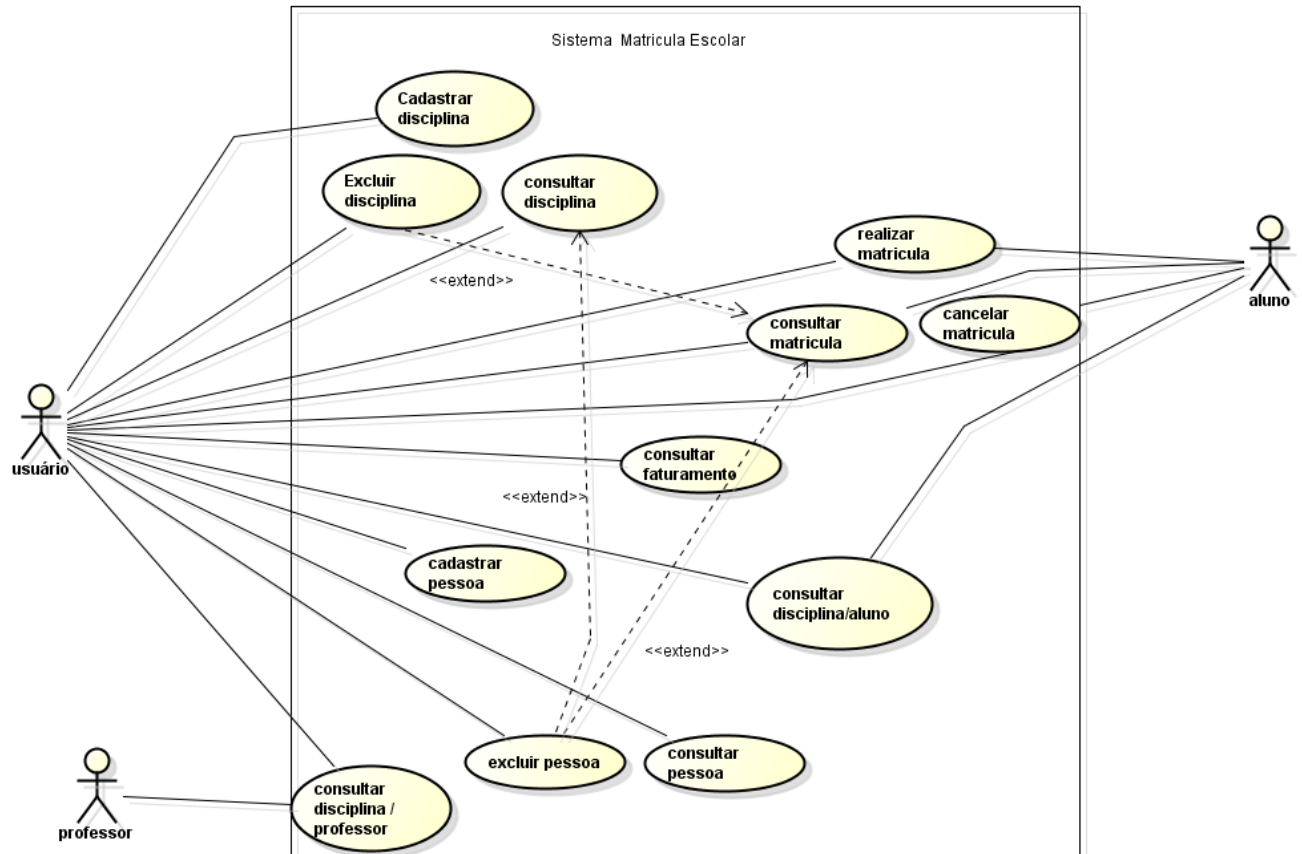 Sistema Matricula Escolar
Cadastrar
disciplina
Excluir
disciplina
consultar
disciplina
realizar
matricula
aluno
<<extend>>
consultar
matricula
cancelar
matricula
usuário
consultar
faturamento
<<extend>>
cadastrar
pessoa
consultar
disciplina/aluno
<<extend>>
excluir pessoa
consultar
pessoa
consultar
disciplina /
professor
professor